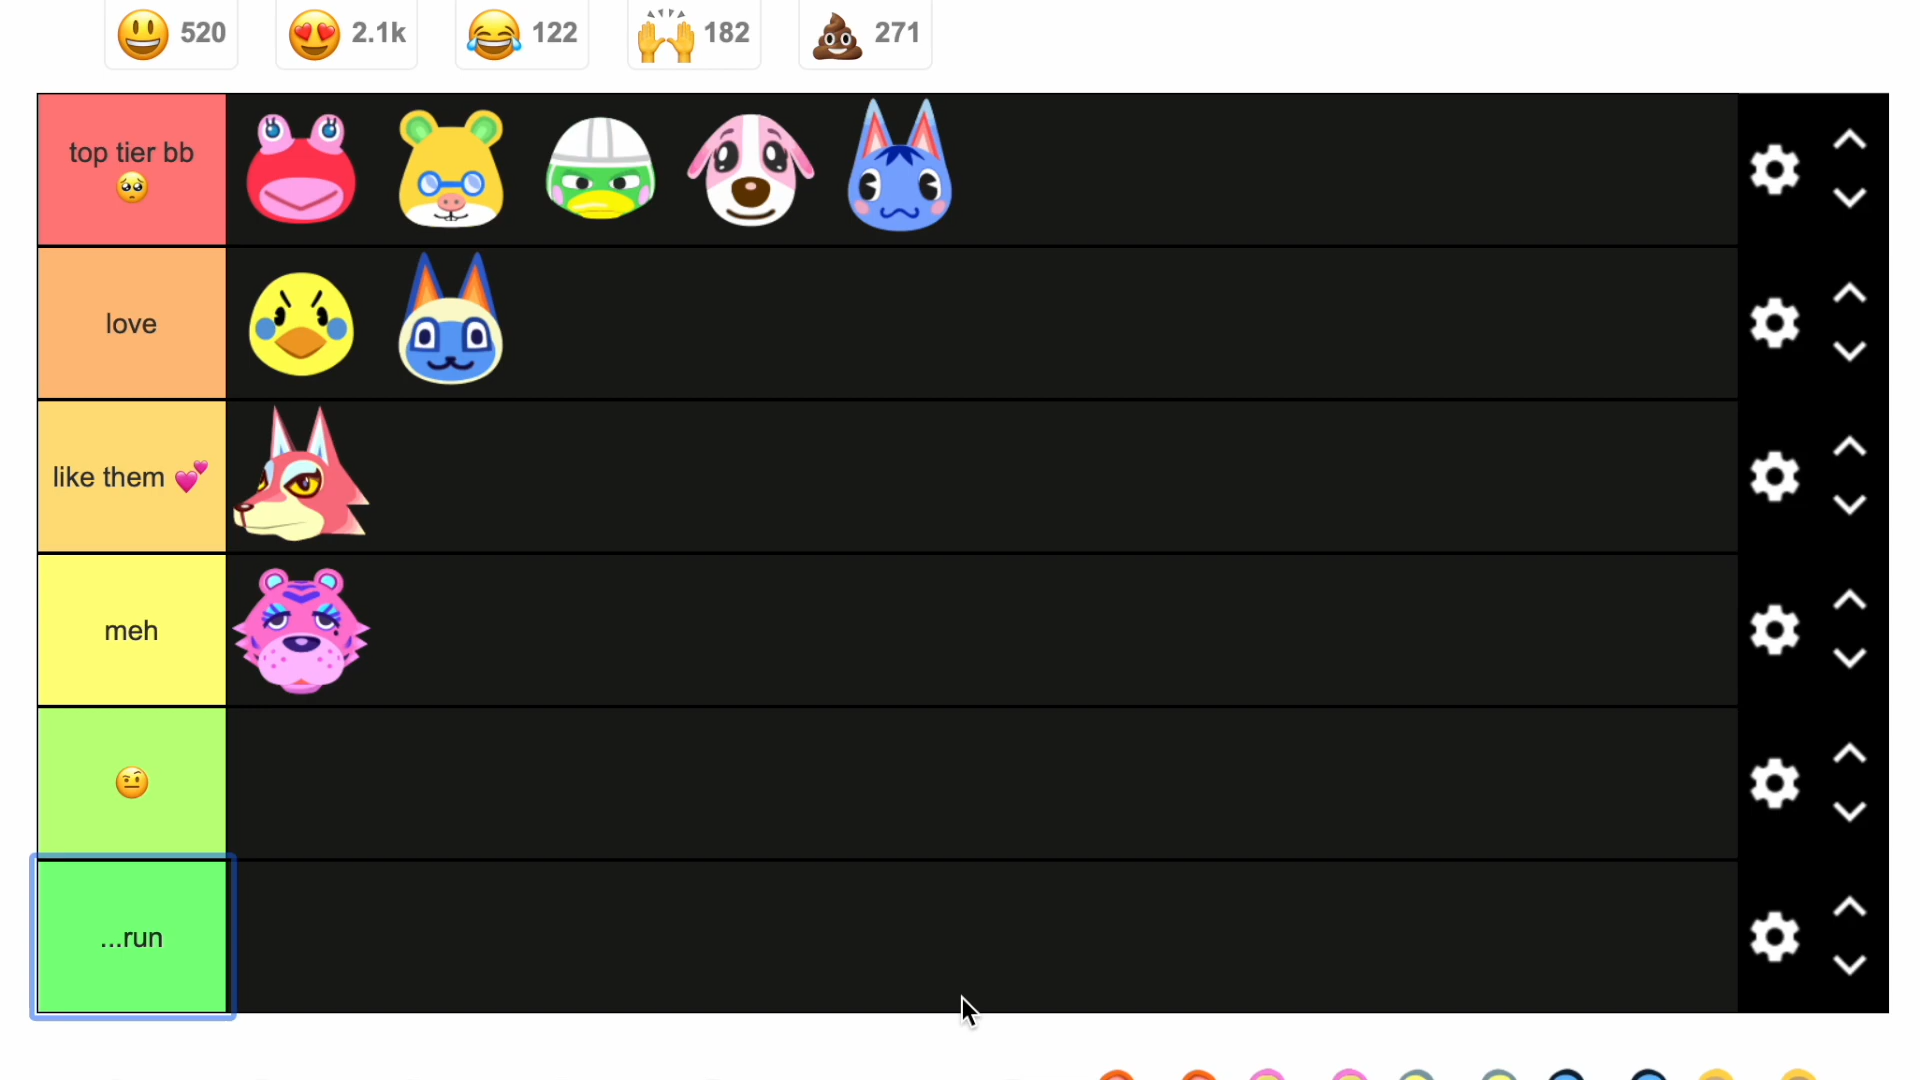 520 2.1k 122 182 271
top tier bb
🥺
love
like them 💕
meh
🤨
...run